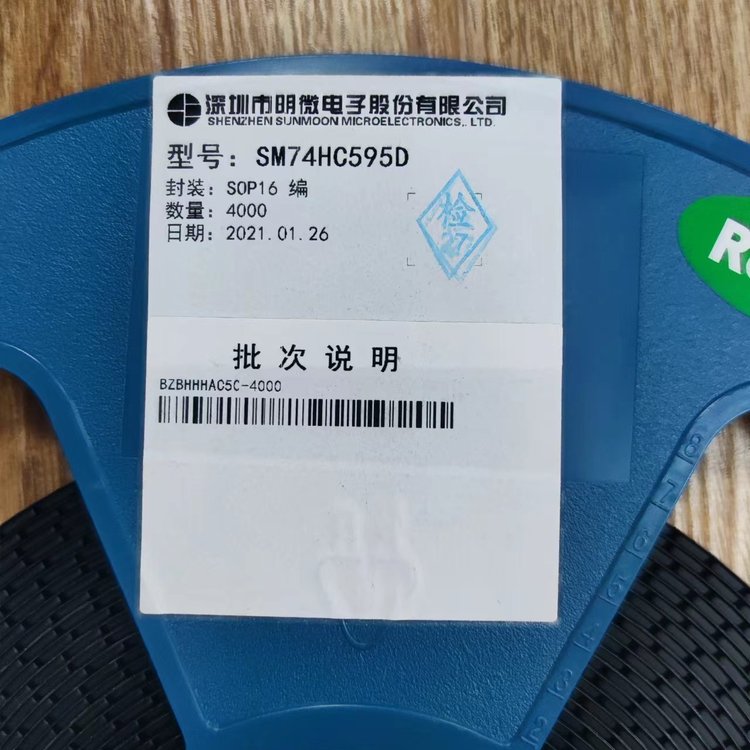 深圳市明微电子股份有限公司
SHENZHEN SUNMOON MICROELECTRONICS,. LTD.
型号: SM74HC595D
封装: SOP16 编
数量: 4000
日期: 2021.01.26
检
27
批次说明
BZBHHHAC5C-4000